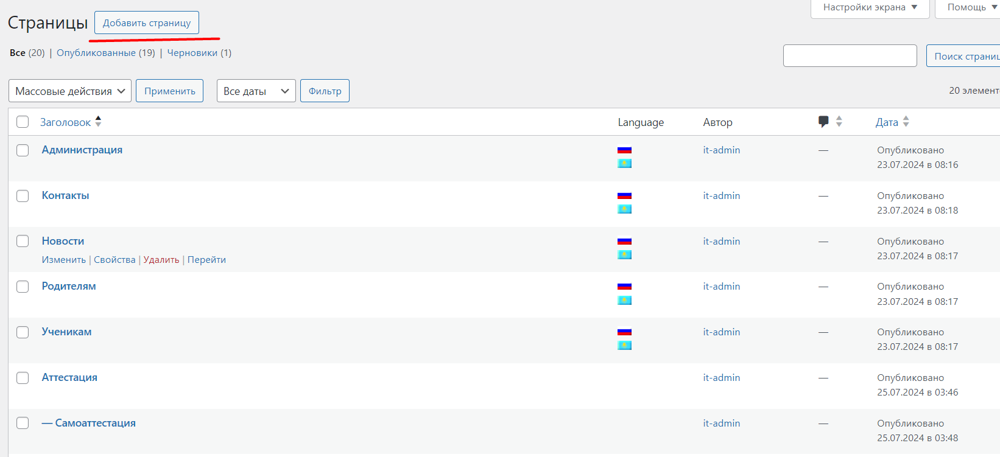 Настройки экрана ▼ Помощь ▼
Страницы Добавить страницу
Все (20) | Опубликованные (19) | Черновики (1)
Поиск страниц
Массовые действия Применить Все даты Фильтр
20 элемент
Заголовок Language Автор Дата
Администрация it-admin — Опубликовано
23.07.2024 в 08:16
Контакты it-admin — Опубликовано
23.07.2024 в 08:18
Новости it-admin — Опубликовано
23.07.2024 в 08:17
Изменить | Свойства | Удалить | Перейти
Родителям it-admin — Опубликовано
23.07.2024 в 08:17
Ученикам it-admin — Опубликовано
23.07.2024 в 08:17
Аттестация it-admin — Опубликовано
25.07.2024 в 03:46
— Самоаттестация it-admin — Опубликовано
25.07.2024 в 03:48